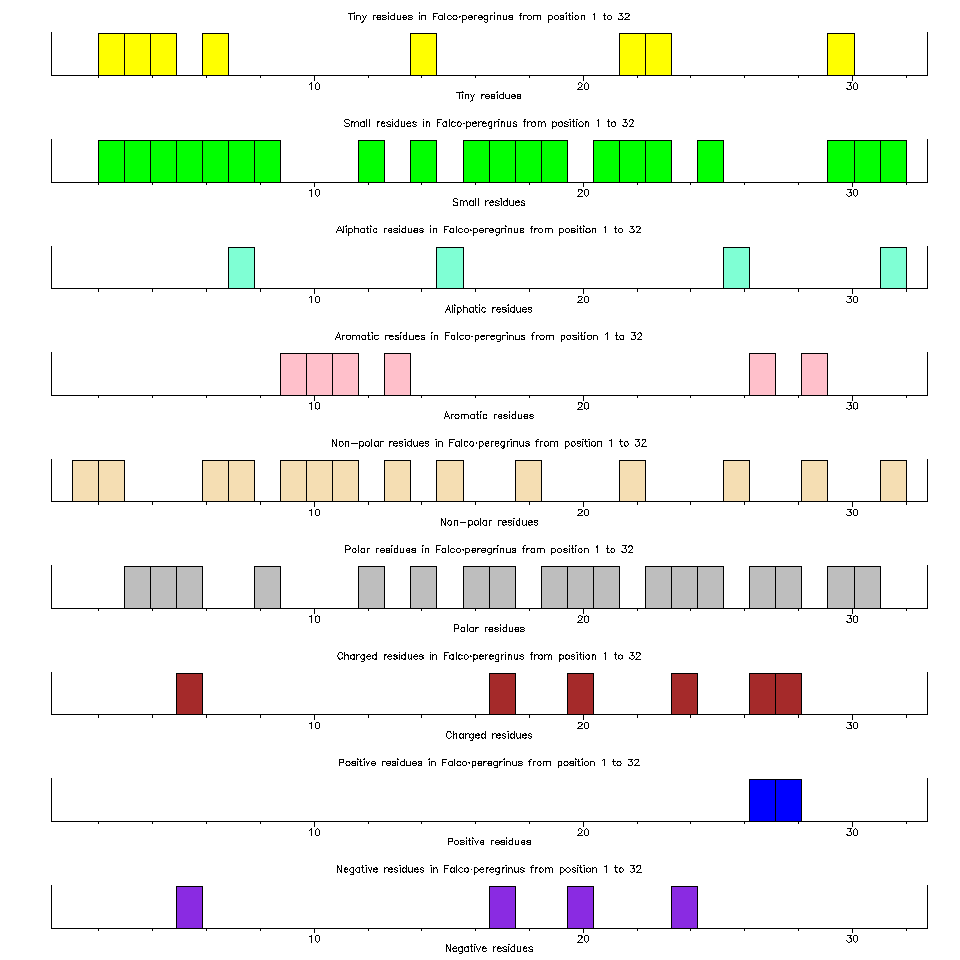 Tiny residues in Falco-peregrinus from position 1 to 32
10 20 30
Tiny residues
Small residues in Falco-peregrinus from position 1 to 32
10 20 30
Small residues
Aliphatic residues in Falco-peregrinus from position 1 to 32
10 20 30
Aliphatic residues
Aromatic residues in Falco-peregrinus from position 1 to 32
10 20 30
Aromatic residues
Non-polar residues in Falco-peregrinus from position 1 to 32
10 20 30
Non-polar residues
Polar residues in Falco-peregrinus from position 1 to 32
10 20 30
Polar residues
Charged residues in Falco-peregrinus from position 1 to 32
10 20 30
Charged residues
Positive residues in Falco-peregrinus from position 1 to 32
10 20 30
Positive residues
Negative residues in Falco-peregrinus from position 1 to 32
10 20 30
Negative residues